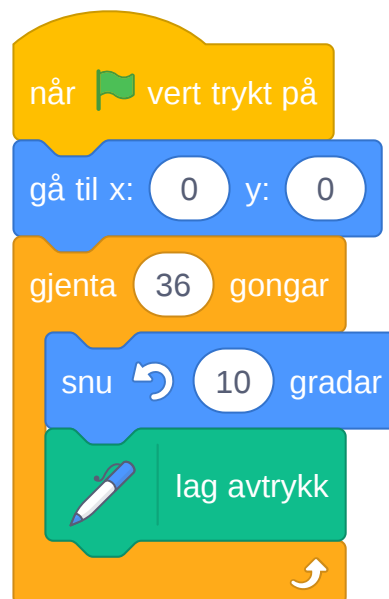 når vert trykt på
gå til x: 0 y: 0
gjenta 36 gongar
snu 10 gradar
lag avtrykk